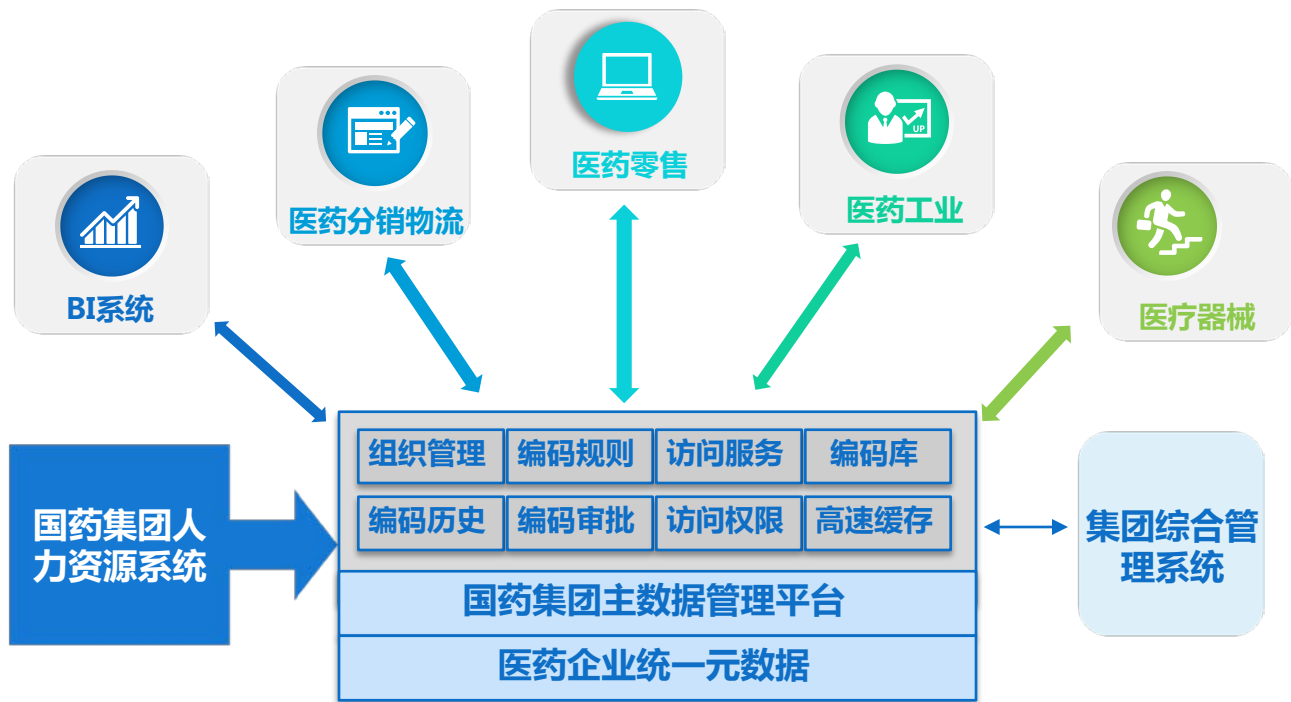 医药零售
UP
医药分销物流
医药工业
BI系统
医疗器械
组织管理
编码规则
访问服务
编码库
编码历史
编码审批
访问权限
高速缓存
国药集团人
力资源系统
集团综合管
理系统
国药集团主数据管理平台
医药企业统一元数据